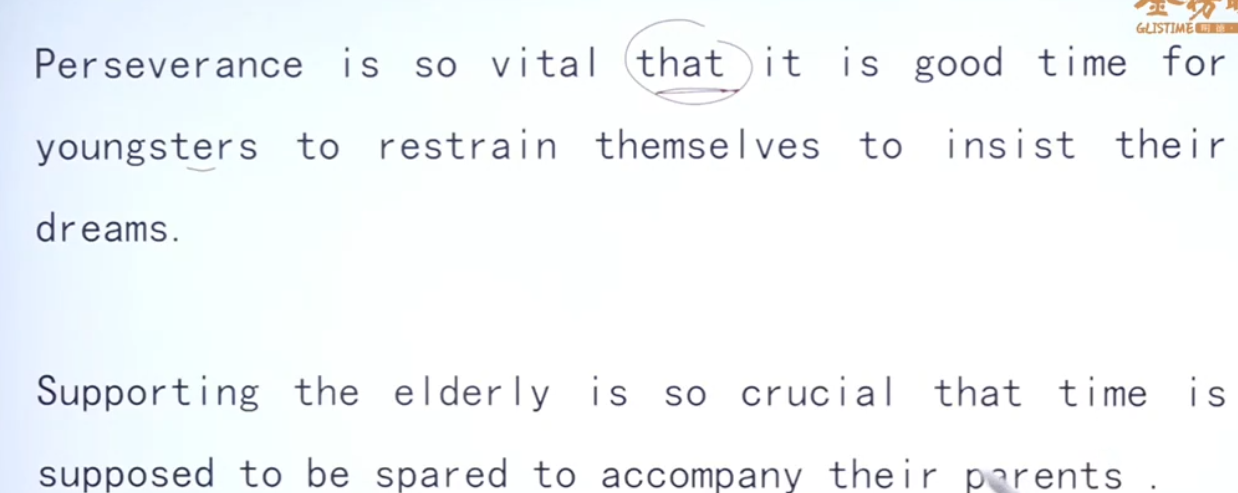 GLISTIME
Perseverance is so vital that it is good time for
youngsters to restrain themselves to insist their
dreams.
Supporting the elderly is so crucial that time is
supposed to be spared to accompany their parents .